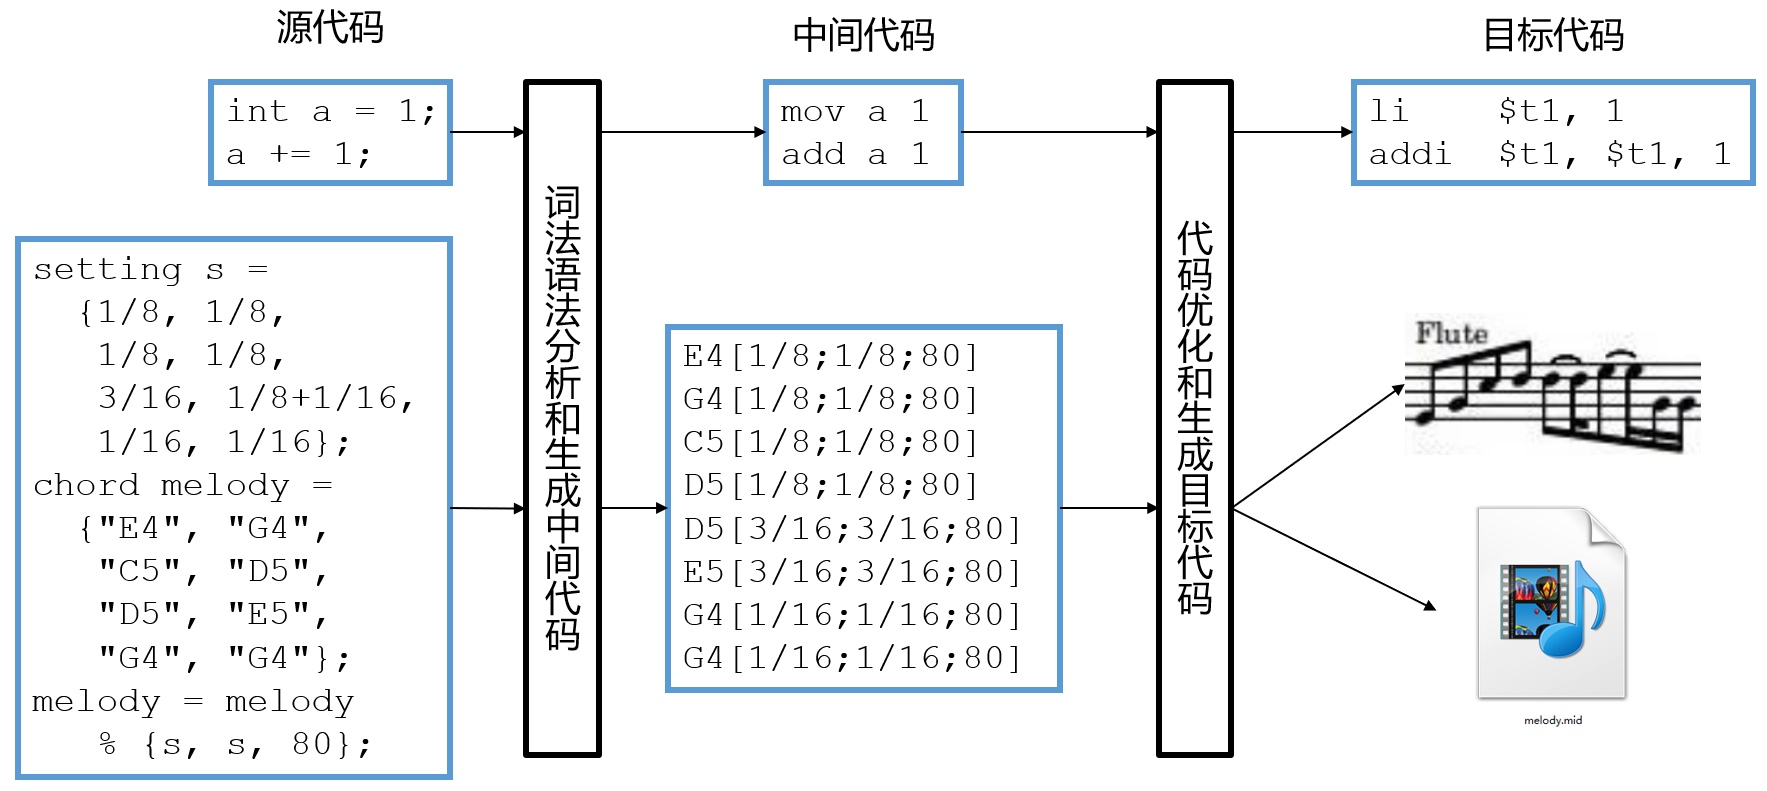 源代码
中间代码
目标代码
int a = 1;
a += 1;
词法语法分析和生成中间代码
mov a 1
add a 1
代码优化和生成目标代码
li $t1, 1
addi $t1, $t1, 1
setting s =
{1/8, 1/8,
1/8, 1/8,
3/16, 1/8+1/16,
1/16, 1/16};
chord melody =
{"E4", "G4",
"C5", "D5",
"D5", "E5",
"G4", "G4"};
melody = melody
% {s, s, 80};
E4[1/8;1/8;80]
G4[1/8;1/8;80]
C5[1/8;1/8;80]
D5[1/8;1/8;80]
D5[3/16;3/16;80]
E5[3/16;3/16;80]
G4[1/16;1/16;80]
G4[1/16;1/16;80]
Flute
melody.mid